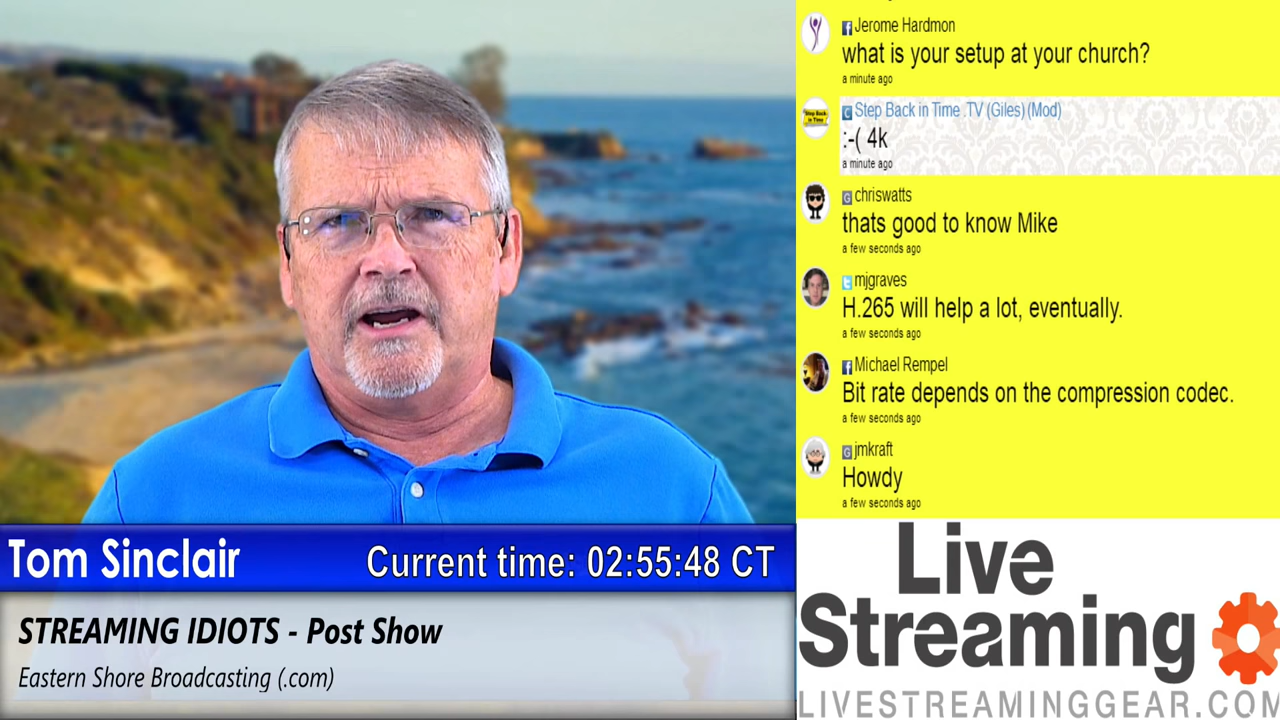 Jerome Hardmon
what is your setup at your church?
a minute ago
Step Back in Time .TV (Giles) (Mod)
:-( 4k
a minute ago
chriswatts
thats good to know Mike
a few seconds ago
mjgraves
H.265 will help a lot, eventually.
a few seconds ago
Michael Rempel
Bit rate depends on the compression codec.
a few seconds ago
jmkraft
Howdy
a few seconds ago
Tom Sinclair
Current time: 02:55:48 CT
STREAMING IDIOTS - Post Show
Eastern Shore Broadcasting (.com)
Live
Streaming
LIVESTREAMINGGEAR.COM